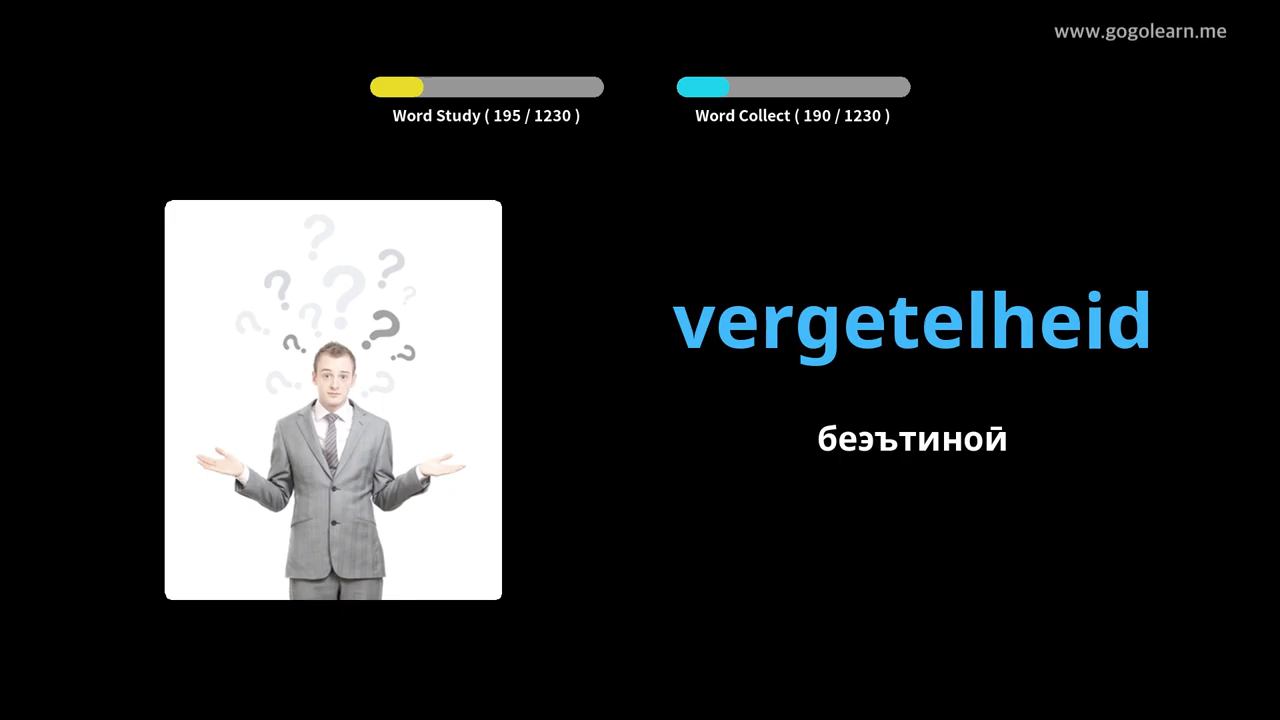 www.gogolearn.me
Word Study ( 195 / 1230 )
Word Collect ( 190 / 1230 )
vergetelheid
беэътиноӣ